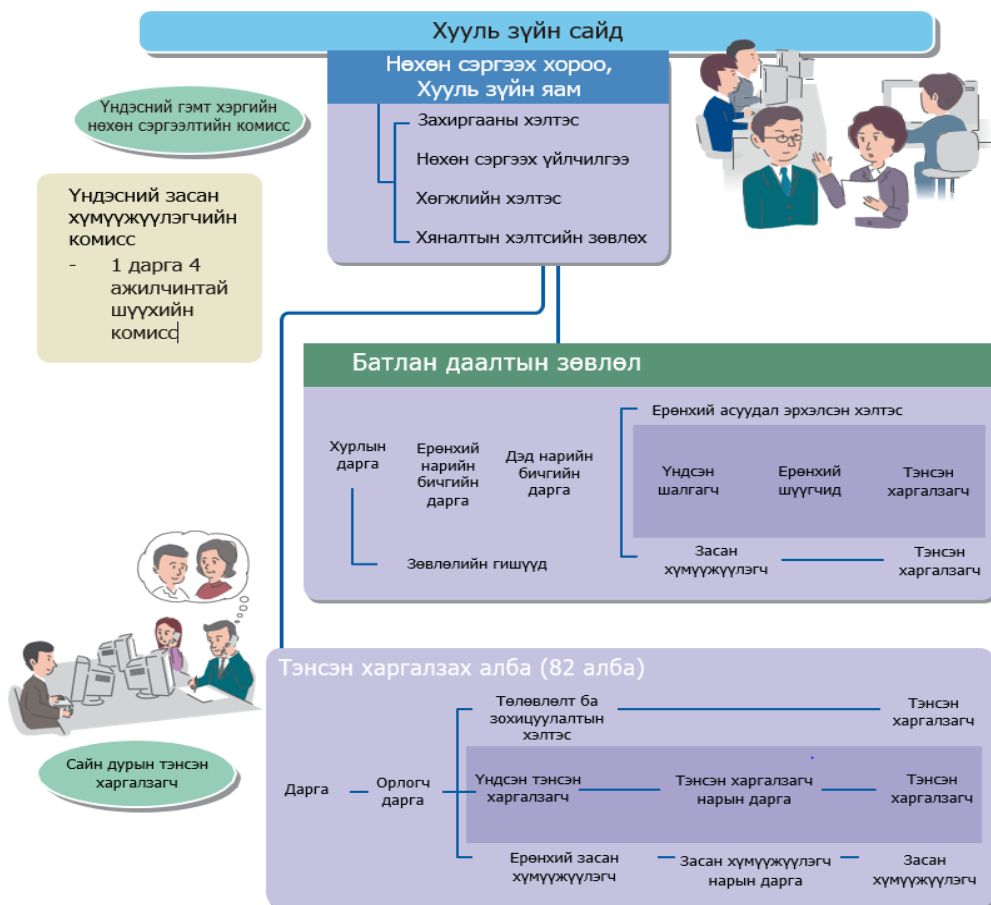 Хууль зүйн сайд
Нөхөн сэргээх хороо,
Хууль зүйн яам
Захиргааны хэлтэс
Нөхөн сэргээх үйлчилгээ
Хөгжлийн хэлтэс
Хяналтын хэлтсийн зөвлөх
Үндэсний гэмт хэргийн
нөхөн сэргээлтийн комисс
Үндэсний засан
хүмүүжүүлэгчийн
комисс
- 1 дарга 4
ажилчинтай
шүүхийн
комисс
Батлан даалтын зөвлөл
Хурлын
дарга
Ерөнхий
нарийн
бичгийн
дарга
Дэд нарийн
бичгийн
дарга
Зөвлөлийн гишүүд
Ерөнхий асуудал эрхэлсэн хэлтэс
Үндсэн
шалгагч
Ерөнхий
шүүгчид
Тэнсэн
харгалзагч
Засан
хүмүүжүүлэгч
Тэнсэн
харгалзагч
Тэнсэн харгалзах алба (82 алба)
Дарга
Орлогч
дарга
Төлөвлөлт ба
зохицуулалтын
хэлтэс
Тэнсэн
харгалзагч
Үндсэн тэнсэн
харгалзагч
Тэнсэн харгалзагч
нарын дарга
Тэнсэн
харгалзагч
Ерөнхий засан
хүмүүжүүлэгч
Засан хүмүүжүүлэгч
нарын дарга
Засан
хүмүүжүүлэгч
Сайн дурын тэнсэн
харгалзагч